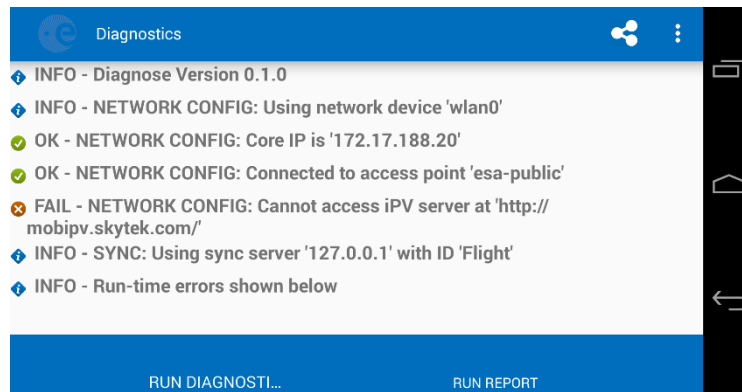 Diagnostics
INFO - Diagnose Version 0.1.0
INFO - NETWORK CONFIG: Using network device 'wlan0'
OK - NETWORK CONFIG: Core IP is '172.17.188.20'
OK - NETWORK CONFIG: Connected to access point 'esa-public'
FAIL - NETWORK CONFIG: Cannot access iPV server at 'http://
mobipv.skytek.com/'
INFO - SYNC: Using sync server '127.0.0.1' with ID 'Flight'
INFO - Run-time errors shown below
RUN DIAGNOSTI...
RUN REPORT